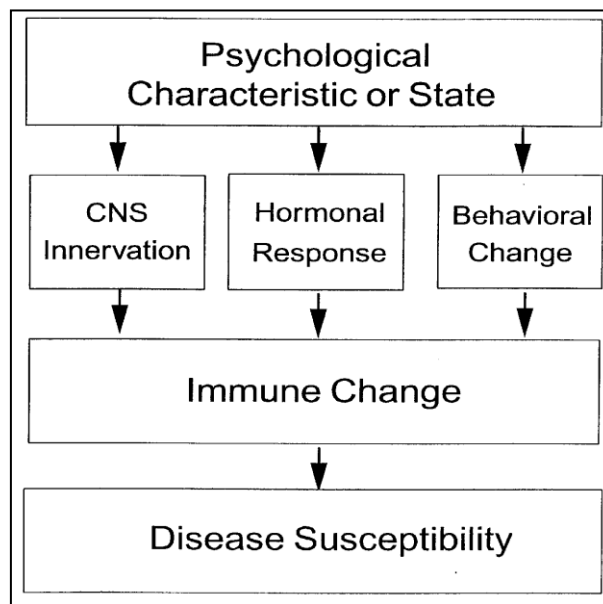 Psychological
Characteristic or State
CNS
Innervation
Hormonal
Response
Behavioral
Change
Immune Change
Disease Susceptibility